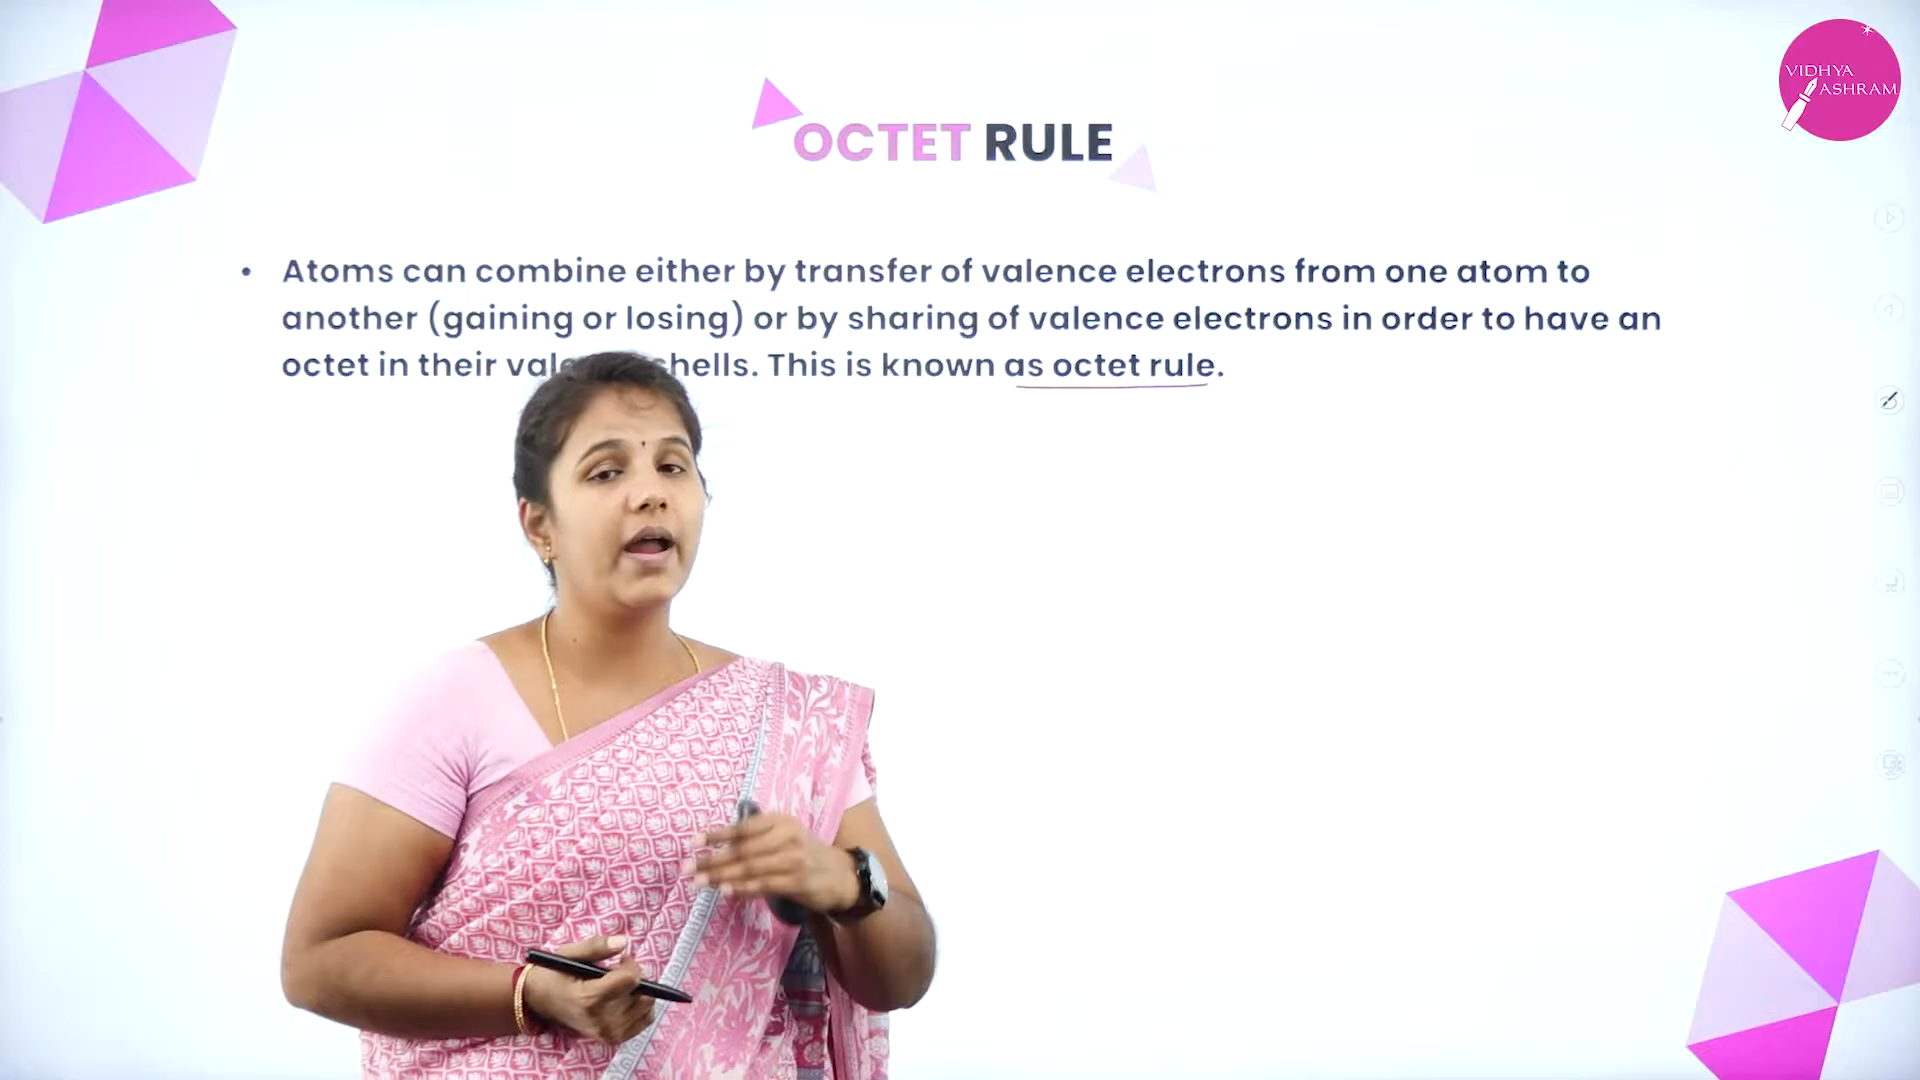 VIDHYA
ASHRAM
OCTET RULE
• Atoms can combine either by transfer of valence electrons from one atom to
another (gaining or losing) or by sharing of valence electrons in order to have an
octet in their shells. This is known as octet rule.